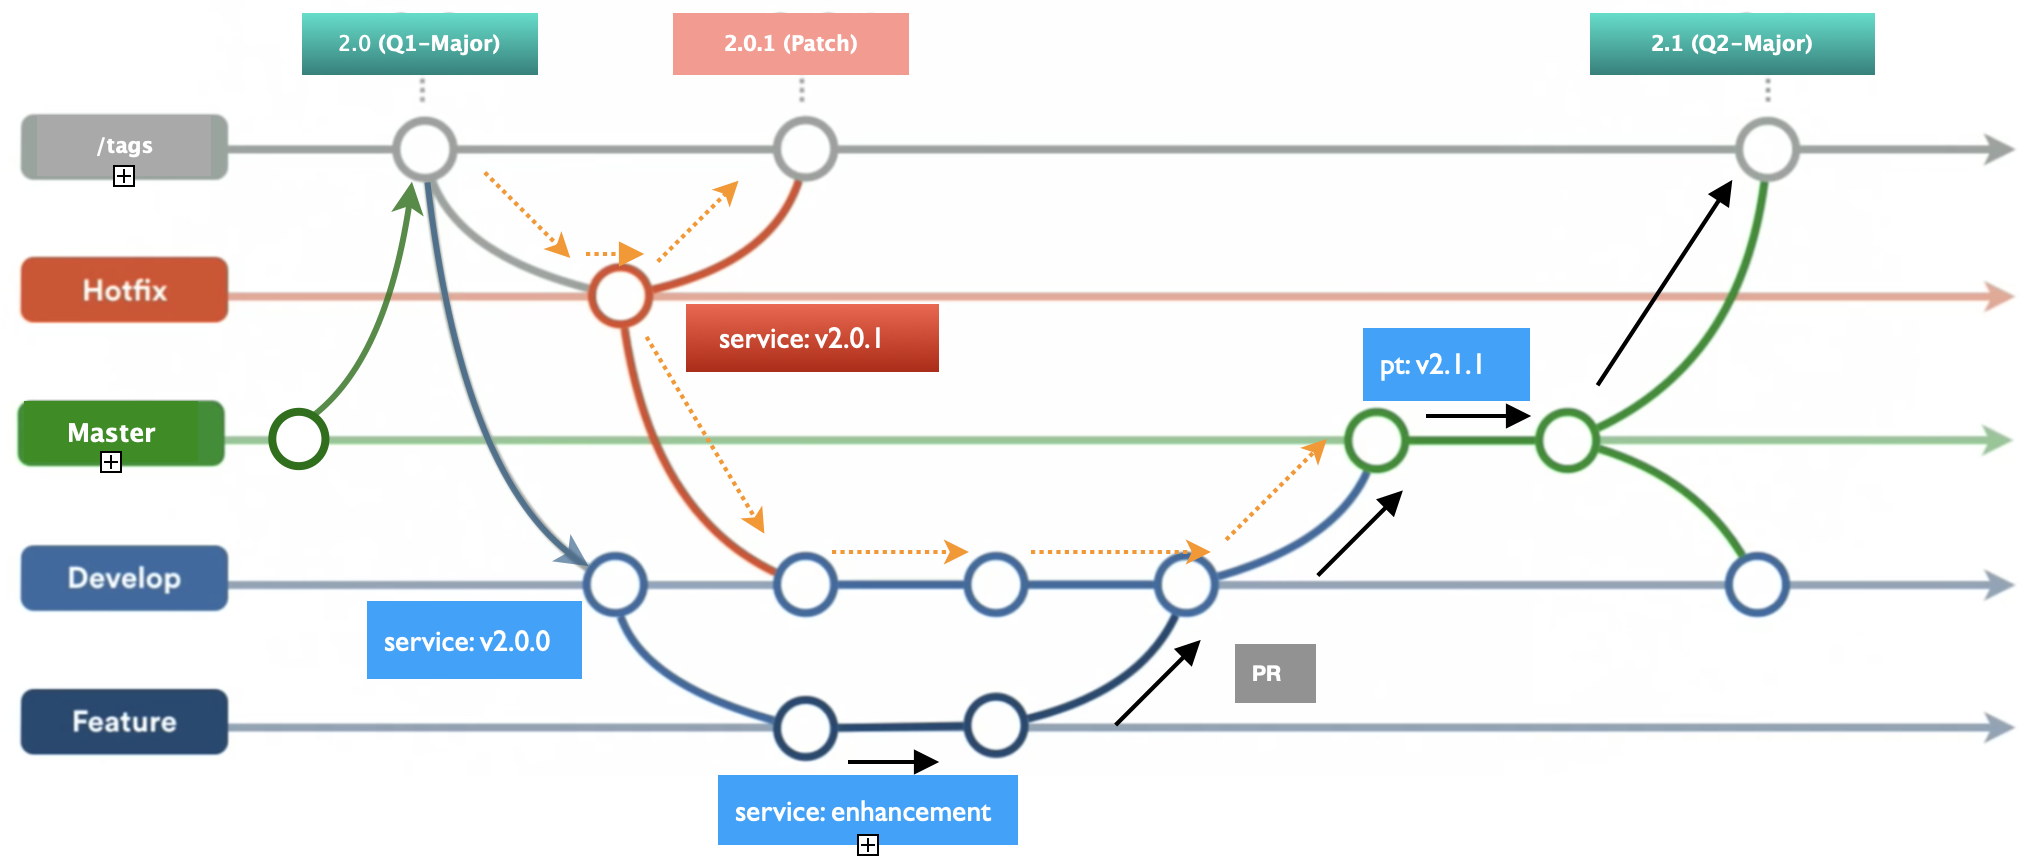 2.0 (Q1-Major)
2.0.1 (Patch)
2.1 (Q2-Major)
/tags
Hotfix
service: v2.0.1
pt: v2.1.1
Master
Develop
service: v2.0.0
PR
Feature
service: enhancement